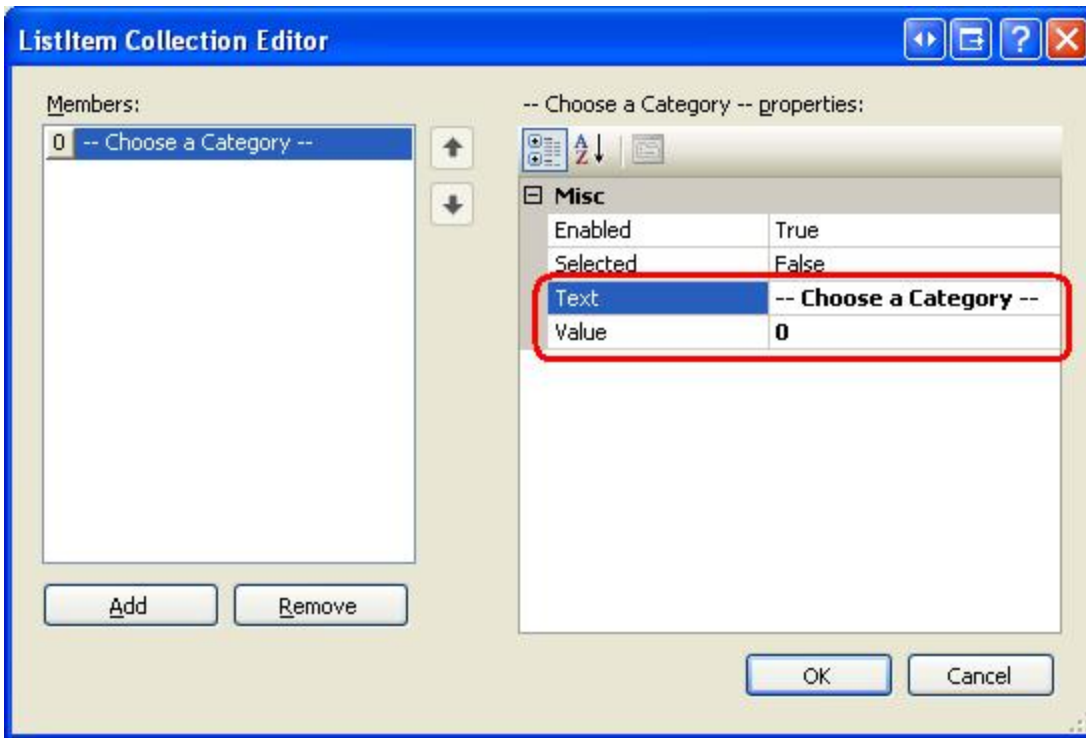 ListItem Collection Editor
Members:
0 -- Choose a Category --
Add
Remove
-- Choose a Category -- properties:
A
Z
Misc
Enabled True
Selected False
Text -- Choose a Category --
Value 0
OK
Cancel